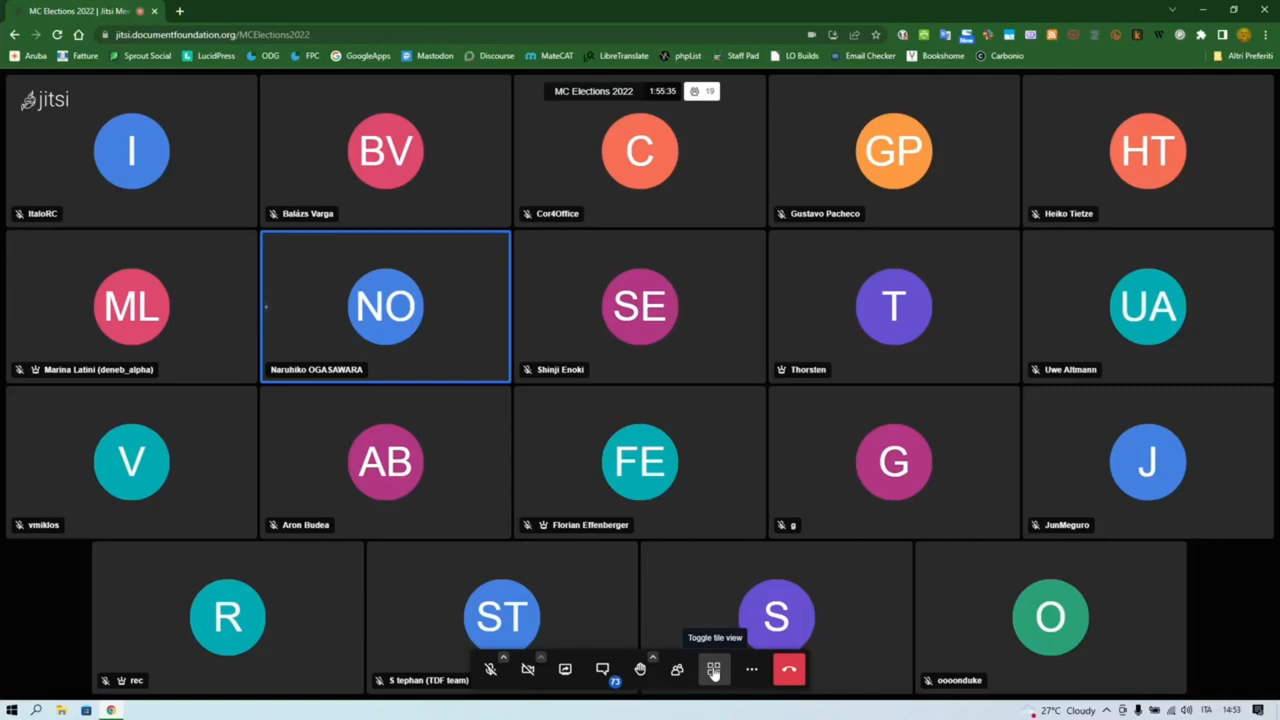 MC Elections 2022 | Jitsi Mee
jitsi.documentfoundation.org/MCElections2022
Aruba Fatture Sprout Social LucidPress ODG FPC GoogleApps Mastodon Discourse MateCAT LibreTranslate phpList Staff Pad LO Builds Email Checker Bookshome Carbonio Altri Preferiti
jitsi
MC Elections 2022 1:55:35 19
I BV C GP HT
ItaloRC Balázs Varga Cor4Office Gustavo Pacheco Heiko Tietze
ML NO SE T UA
Marina Latini (deneb_alpha) Naruhiko OGASAWARA Shinji Enoki Thorsten Uwe Altmann
V AB FE G J
vmiklos Aron Budea Florian Effenberger g JunMeguro
R ST S O
Toggle tile view
73
rec S tephan (TDF team) oooonduke
27°C Cloudy ITA 14:53